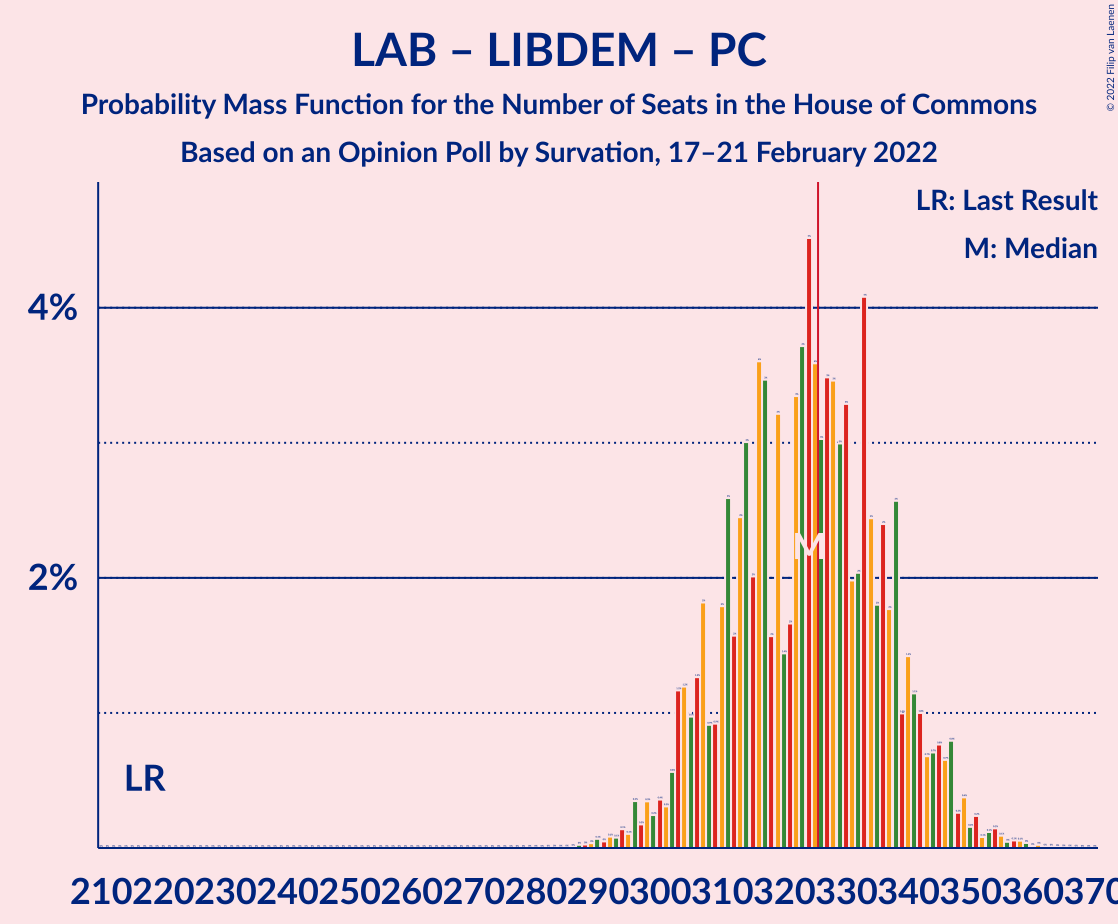 LAB – LIBDEM – PC
Probability Mass Function for the Number of Seats in the House of Commons
Based on an Opinion Poll by Survation, 17–21 February 2022
© 2022 Filip van Laenen
LR: Last Result
M: Median
4%
2%
M
LR
210220230240250260270280290300310320330340350360370